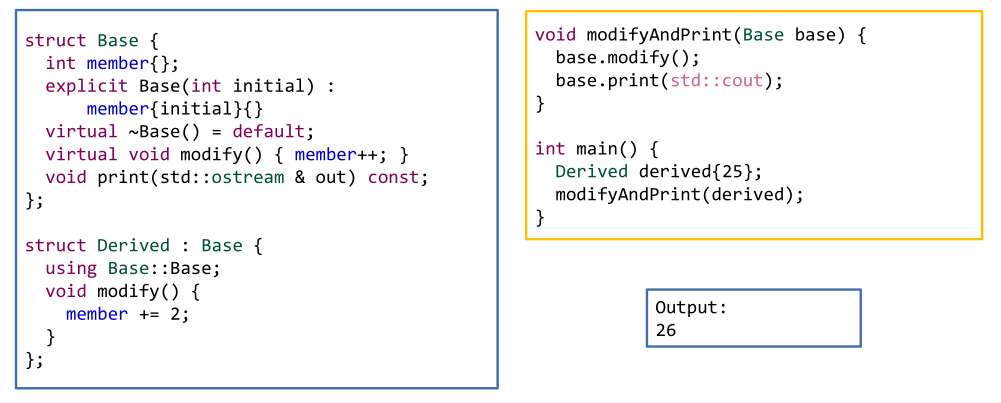 struct Base {
  int member{};
  explicit Base(int initial) :
      member{initial}{}
  virtual ~Base() = default;
  virtual void modify() { member++; }
  void print(std::ostream & out) const;
};

struct Derived : Base {
  using Base::Base;
  void modify() {
    member += 2;
  }
};
void modifyAndPrint(Base base) {
  base.modify();
  base.print(std::cout);
}

int main() {
  Derived derived{25};
  modifyAndPrint(derived);
}
Output:
26